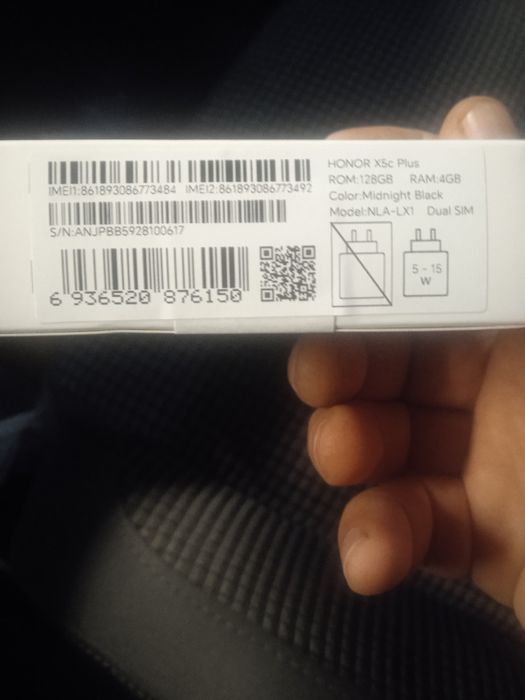 IMEI1:861893086773484 IMEI2:861893086773492
S/N:ANJPBB5928100617
6 936520 876150
HONOR X5c Plus
ROM:128GB RAM:4GB
Color:Midnight Black
Model:NLA-LX1 Dual SIM
5 - 15
W